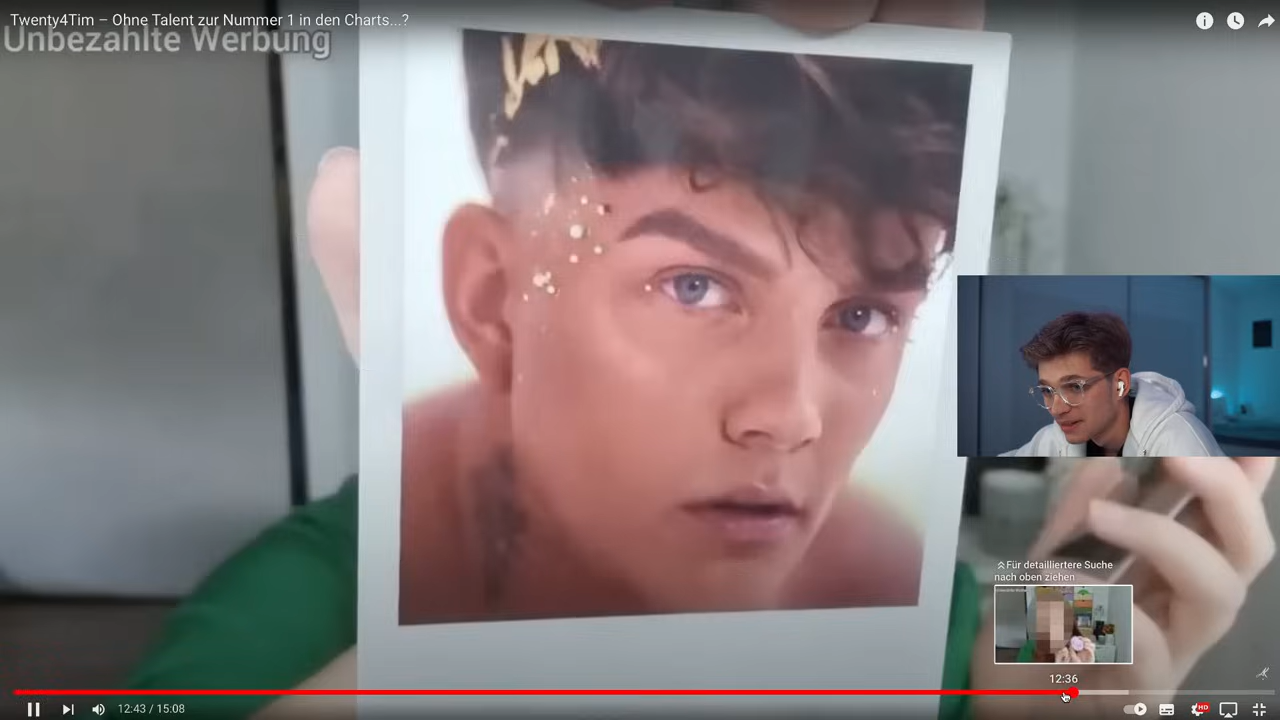 Twenty4Tim – Ohne Talent zur Nummer 1 in den Charts...?
Unbezahlte Werbung
Für detailliertere Suche
nach oben ziehen
12:36
12:43 / 15:08
HD